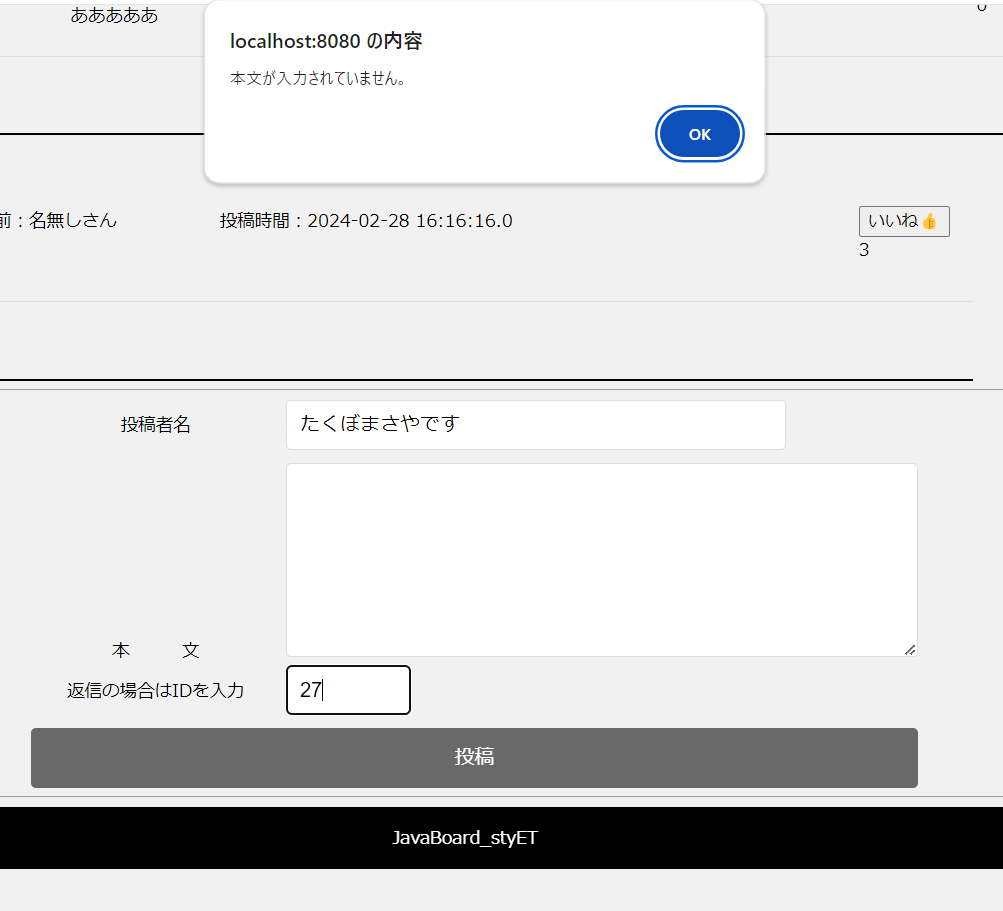 あああああ
0
localhost:8080 の内容
本文が入力されていません。
OK
前：名無しさん 投稿時間：2024-02-28 16:16:16.0 いいね👍
3
投稿者名 たくぼまさやです
本 文
返信の場合はIDを入力 27
投稿
JavaBoard_styET